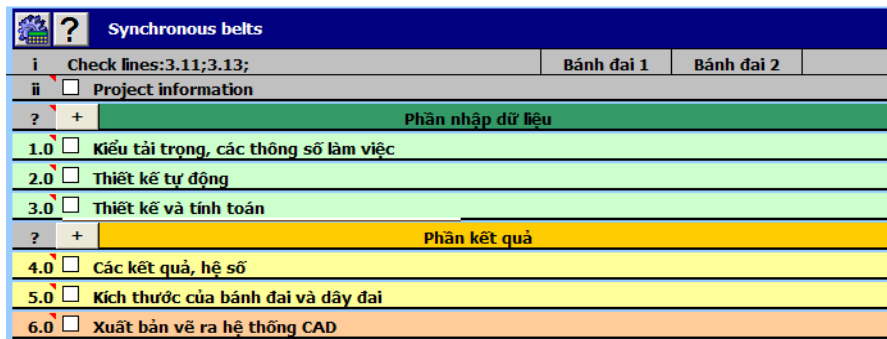 ? Synchronous belts
i Check lines:3.11;3.13; Bánh đai 1 Bánh đai 2
ii Project information
? + Phần nhập dữ liệu
1.0 Kiểu tải trọng, các thông số làm việc
2.0 Thiết kế tự động
3.0 Thiết kế và tính toán
? + Phần kết quả
4.0 Các kết quả, hệ số
5.0 Kích thước của bánh đai và dây đai
6.0 Xuất bản vẽ ra hệ thống CAD